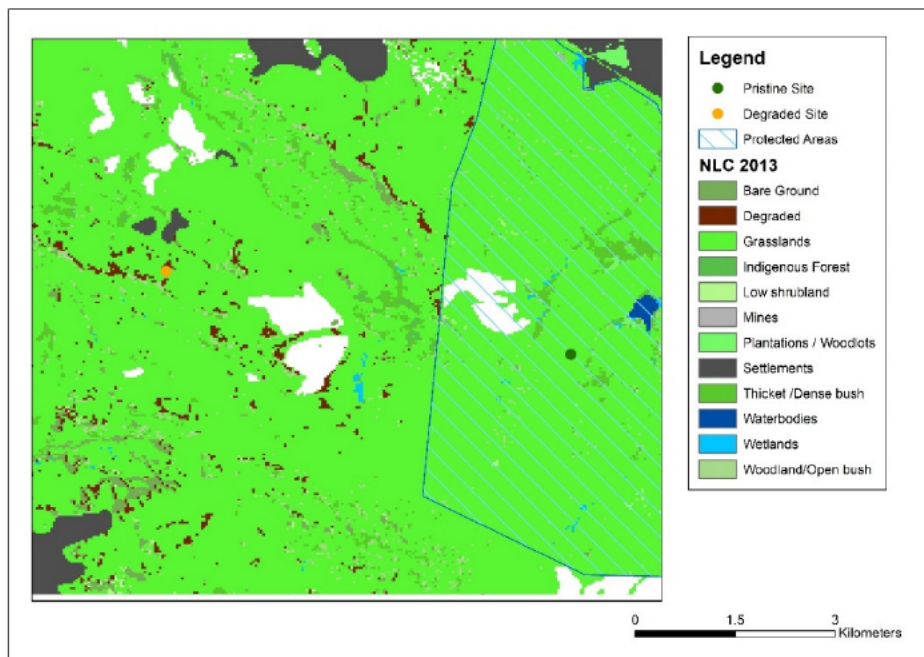 Legend
Pristine Site
Degraded Site
Protected Areas
NLC 2013
Bare Ground
Degraded
Grasslands
Indigenous Forest
Low shrubland
Mines
Plantations / Woodlots
Settlements
Thicket /Dense bush
Waterbodies
Wetlands
Woodland/Open bush
0 1.5 3
Kilometers